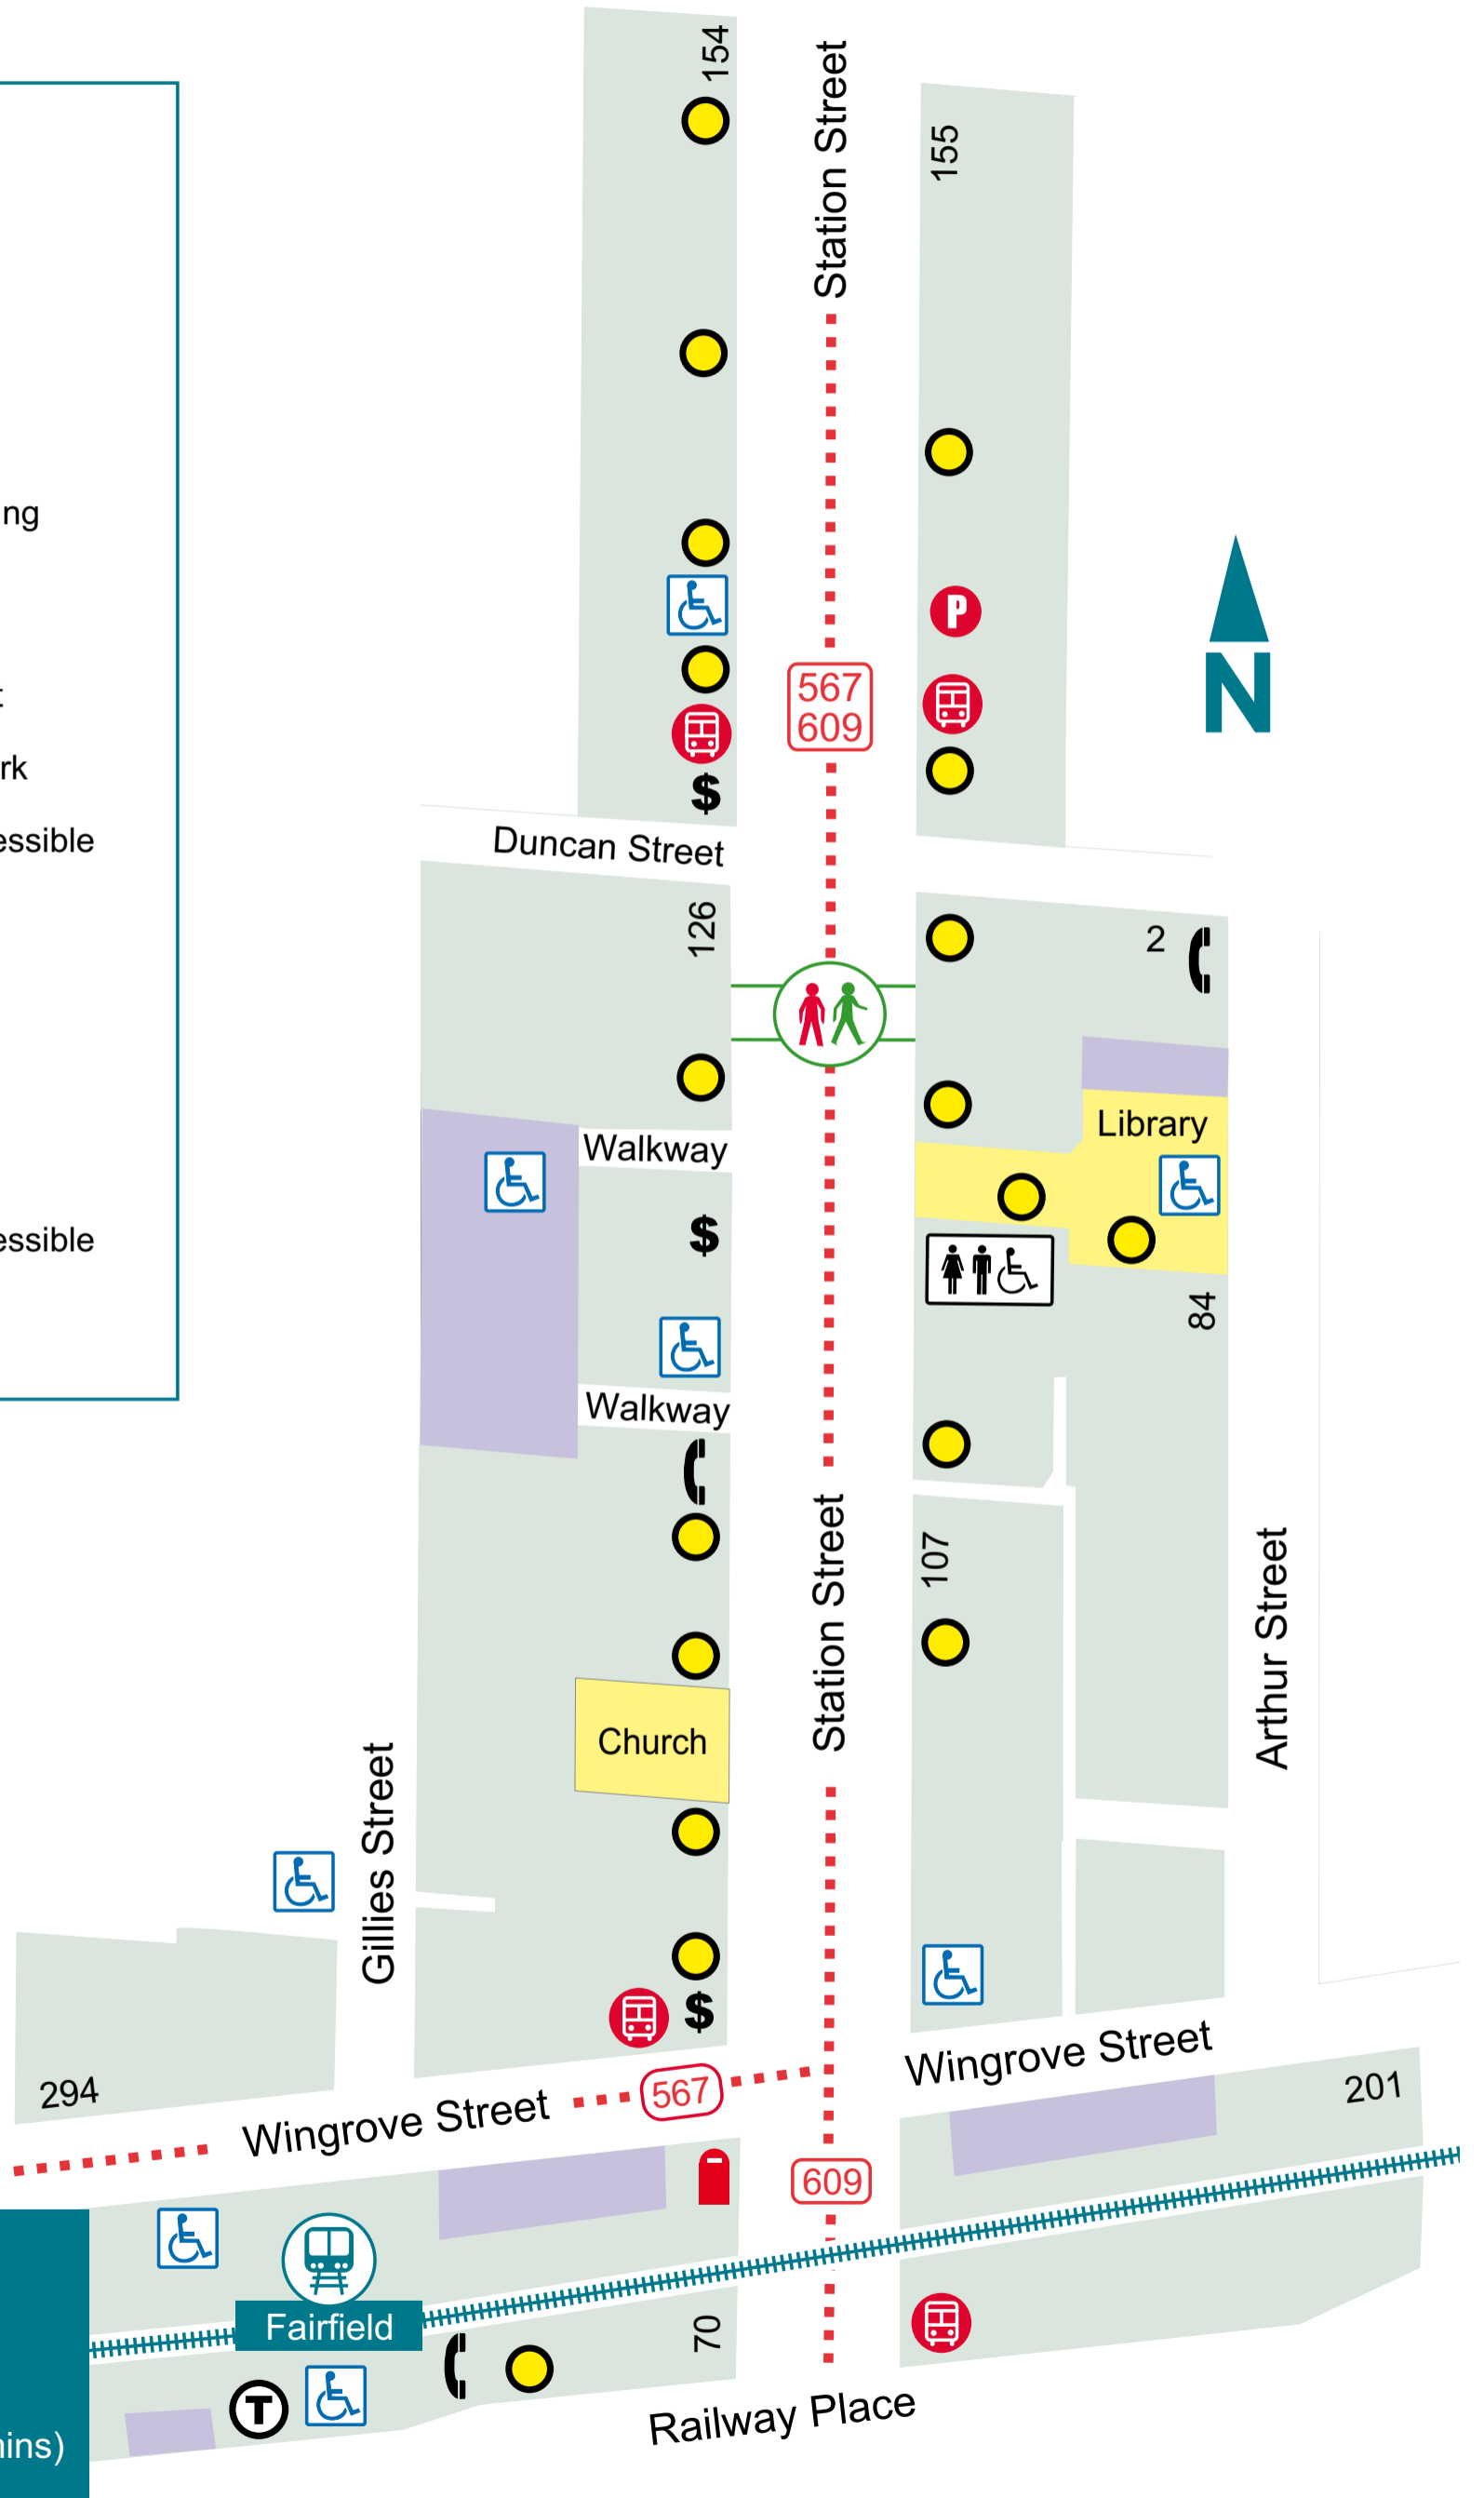 154
Station Street
155
ng
t
rk
essible
567
609
P
$
N
Duncan Street
126
2
Library
Walkway
$
essible
84
Walkway
107
Station Street
Arthur Street
Church
Gillies Street
$
294
Wingrove Street
567
Wingrove Street
201
609
Fairfield
70
T
Railway Place
ins)